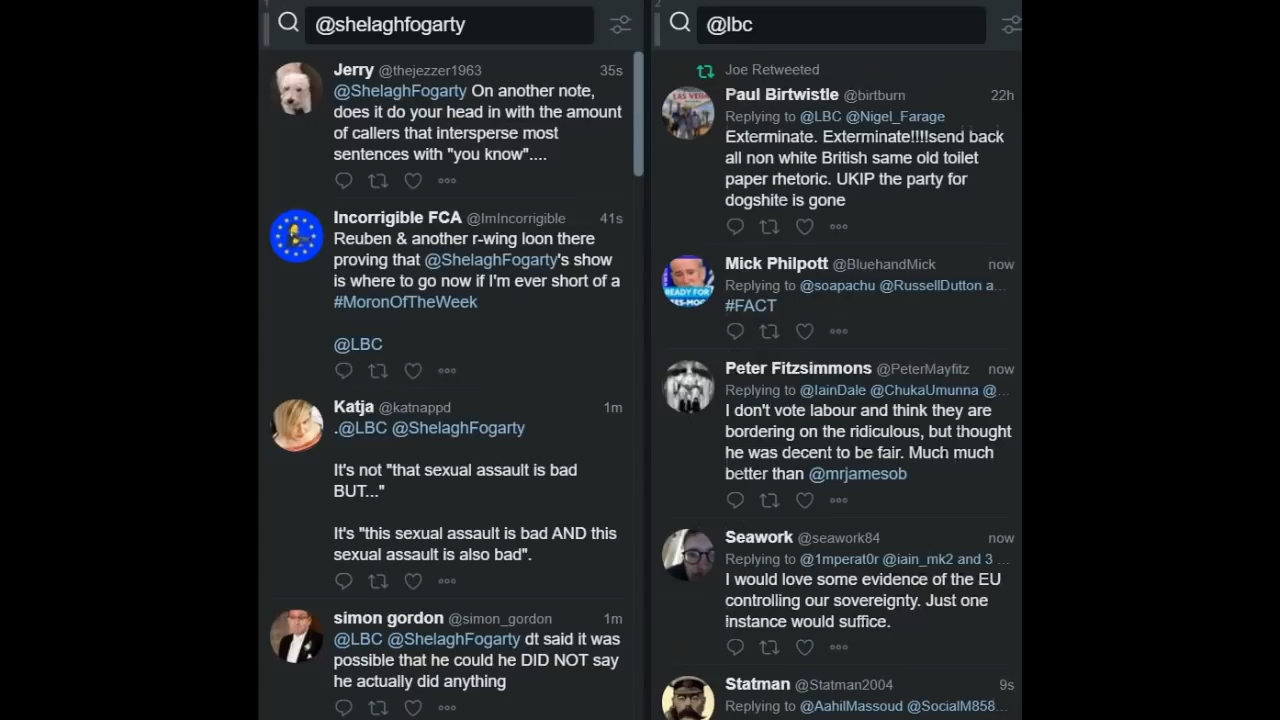 1
@shelaghfogarty
Jerry @thejezzer1963 35s
@ShelaghFogarty On another note,
does it do your head in with the amount
of callers that intersperse most
sentences with "you know"....
Incorrigible FCA @ImIncorrigible 41s
Reuben & another r-wing loon there
proving that @ShelaghFogarty's show
is where to go now if I'm ever short of a
#MoronOfTheWeek
@LBC
Katja @katnappd 1m
.@LBC @ShelaghFogarty
It's not "that sexual assault is bad
BUT..."
It's "this sexual assault is bad AND this
sexual assault is also bad".
simon gordon @simon_gordon 1m
@LBC @ShelaghFogarty dt said it was
possible that he could he DID NOT say
he actually did anything
2
@lbc
Joe Retweeted
Paul Birtwistle @birtburn 22h
Replying to @LBC @Nigel_Farage
Exterminate. Exterminate!!!!send back
all non white British same old toilet
paper rhetoric. UKIP the party for
dogshite is gone
Mick Philpott @BluehandMick now
Replying to @soapachu @RussellDutton a...
#FACT
Peter Fitzsimmons @PeterMayfitz now
Replying to @IainDale @ChukaUmunna @...
I don't vote labour and think they are
bordering on the ridiculous, but thought
he was decent to be fair. Much much
better than @mrjamesob
Seawork @seawork84 now
Replying to @1mperat0r @iain_mk2 and 3 ...
I would love some evidence of the EU
controlling our sovereignty. Just one
instance would suffice.
Statman @Statman2004 9s
Replying to @AahilMassoud @SocialM858...